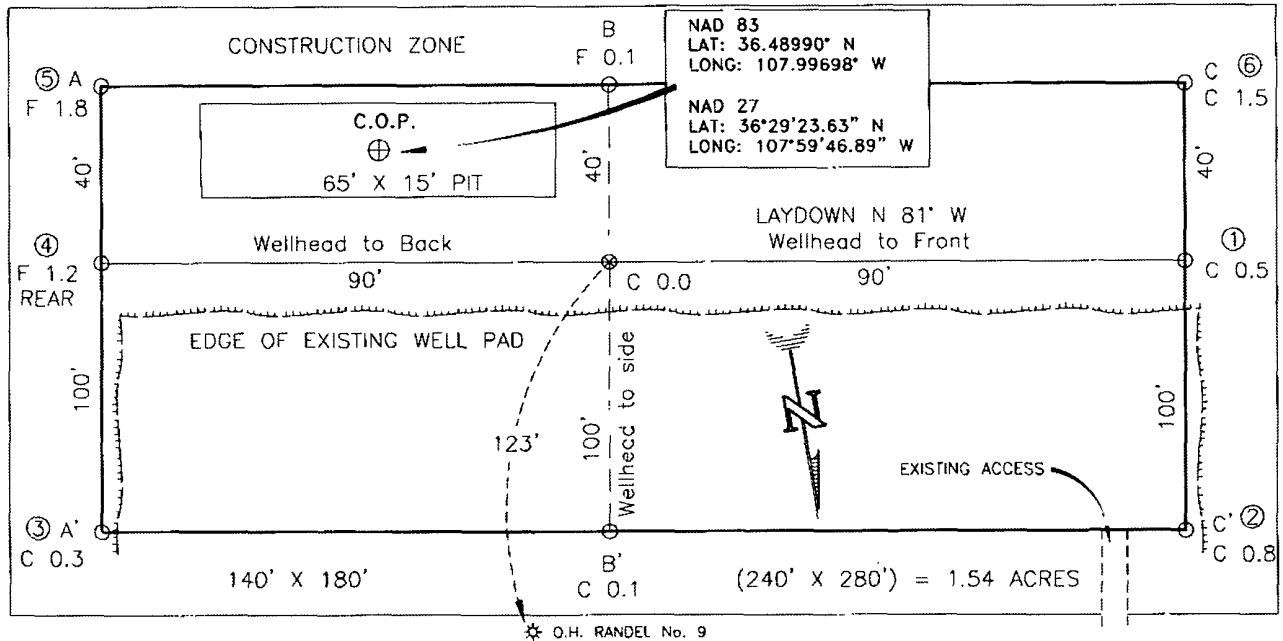 CONSTRUCTION ZONE
B
F 0.1
NAD 83
LAT: 36.48990° N
LONG: 107.99698° W
NAD 27
LAT: 36°29'23.63" N
LONG: 107°59'46.89" W
⑤ A
F 1.8
C ⑥
C 1.5
C.O.P.
65' X 15' PIT
40'
40'
40'
LAYDOWN N 81° W
Wellhead to Back
Wellhead to Front
④
F 1.2
REAR
90'
C 0.0
90'
①
C 0.5
EDGE OF EXISTING WELL PAD
100'
123'
100'
Wellhead to side
N
100'
EXISTING ACCESS
③ A'
C 0.3
B'
C 0.1
C' ②
C 0.8
140' X 180'
(240' X 280') = 1.54 ACRES
O.H. RANDEL No. 9